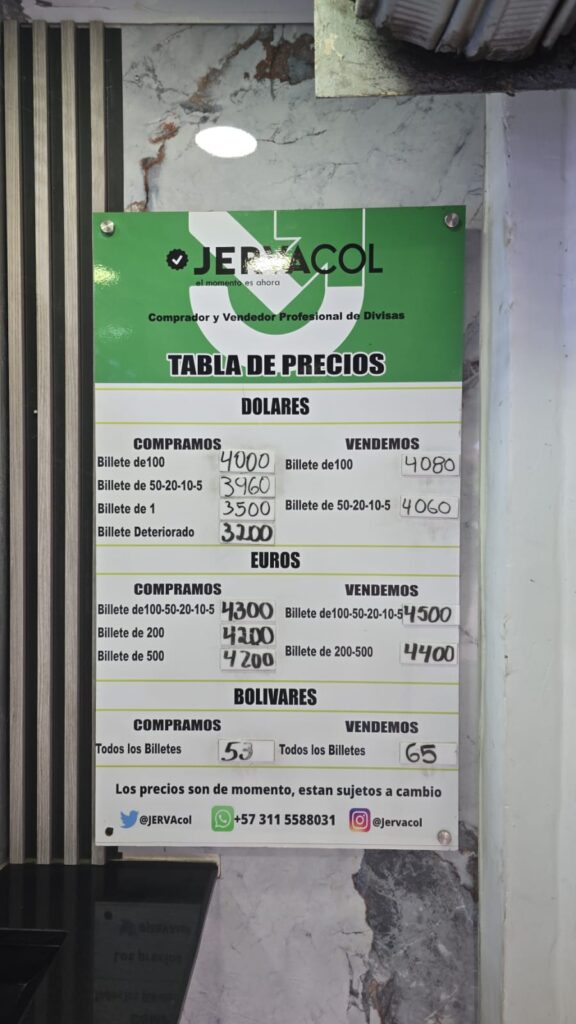 JERVACOL
el momento es ahora
Comprador y Vendedor Profesional de Divisas
TABLA DE PRECIOS
DOLARES
COMPRAMOS VENDEMOS
Billete de100 4000 Billete de100 4080
Billete de 50-20-10-5 3960 Billete de 50-20-10-5 4060
Billete de 1 3500
Billete Deteriorado 3200
EUROS
COMPRAMOS VENDEMOS
Billete de100-50-20-10-5 4300 Billete de100-50-20-10-5 4500
Billete de 200 4200
Billete de 500 4200 Billete de 200-500 4400
BOLIVARES
COMPRAMOS VENDEMOS
Todos los Billetes 53 Todos los Billetes 65
Los precios son de momento, estan sujetos a cambio
@JERVAcol +57 311 5588031 @Jervacol